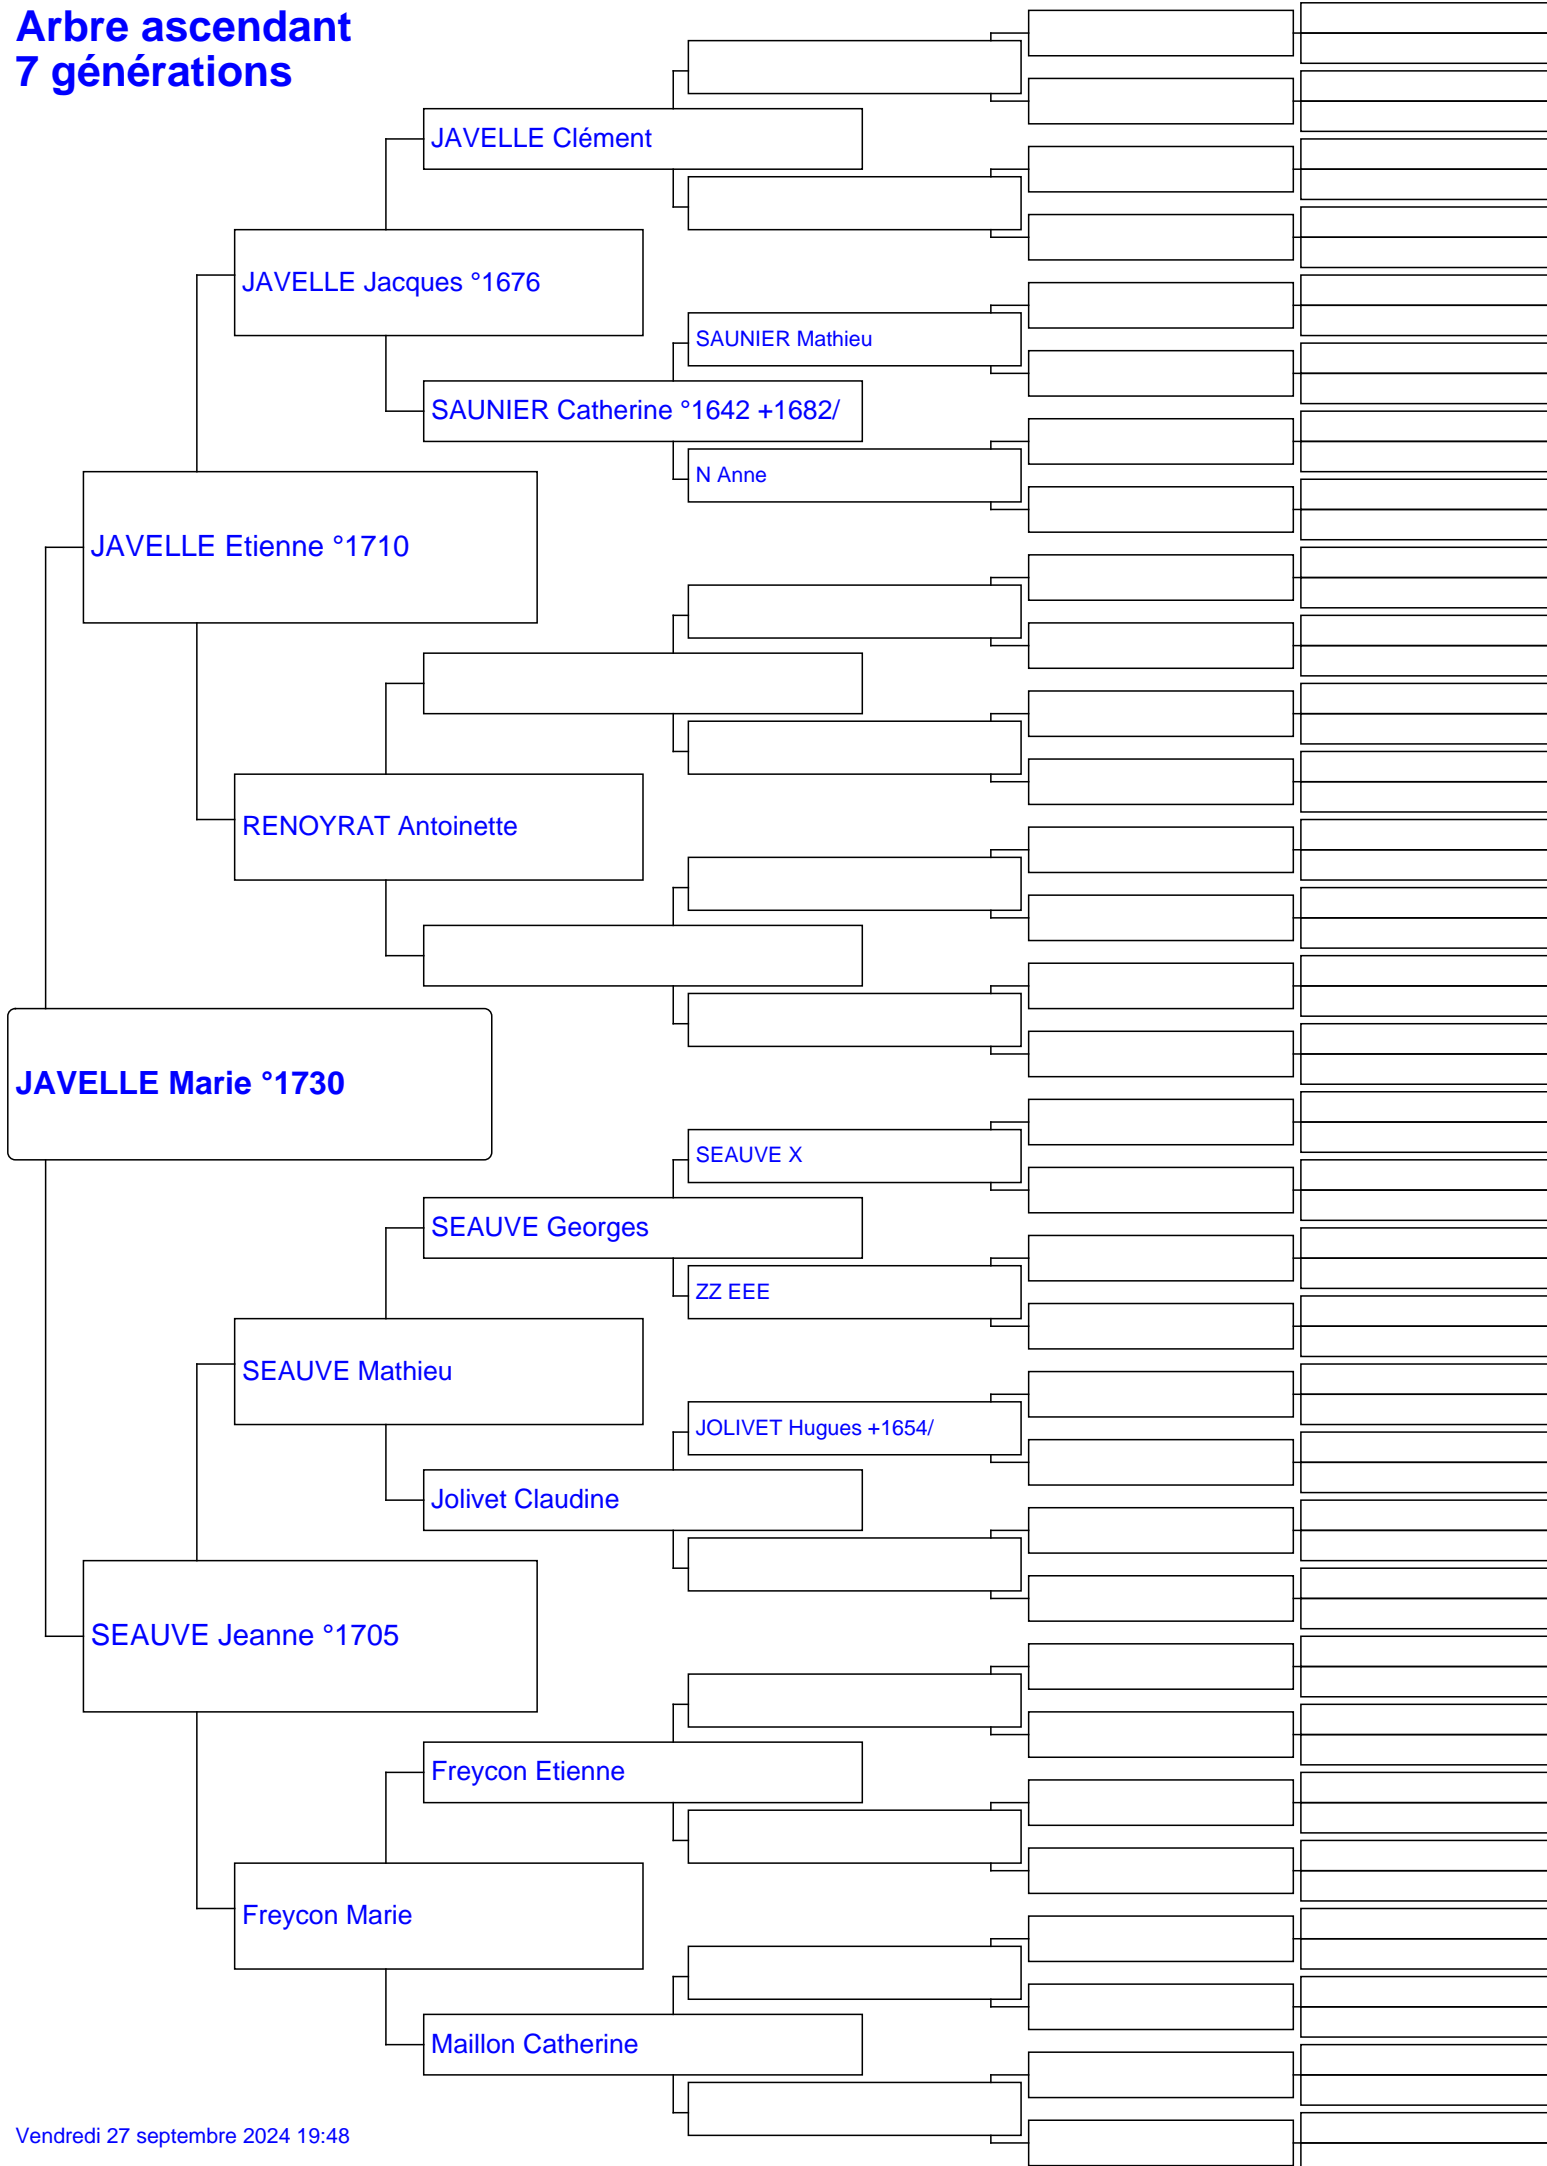 Arbre ascendant
7 générations
JAVELLE Clément
JAVELLE Jacques °1676
SAUNIER Mathieu
SAUNIER Catherine °1642 +1682/
N Anne
JAVELLE Etienne °1710
RENOYRAT Antoinette
JAVELLE Marie °1730
SEAUVE X
SEAUVE Georges
ZZ EEE
SEAUVE Mathieu
JOLIVET Hugues +1654/
Jolivet Claudine
SEAUVE Jeanne °1705
Freycon Etienne
Freycon Marie
Maillon Catherine
Vendredi 27 septembre 2024 19:48